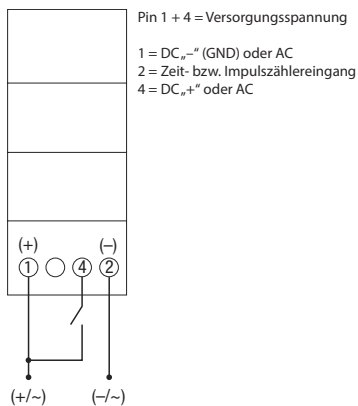 Pin 1 + 4 = Versorgungsspannung
1 = DC „–“ (GND) oder AC
2 = Zeit- bzw. Impulszählereingang
4 = DC „+“ oder AC
(+) (–)
1 4 2
(+/~) (–/~)